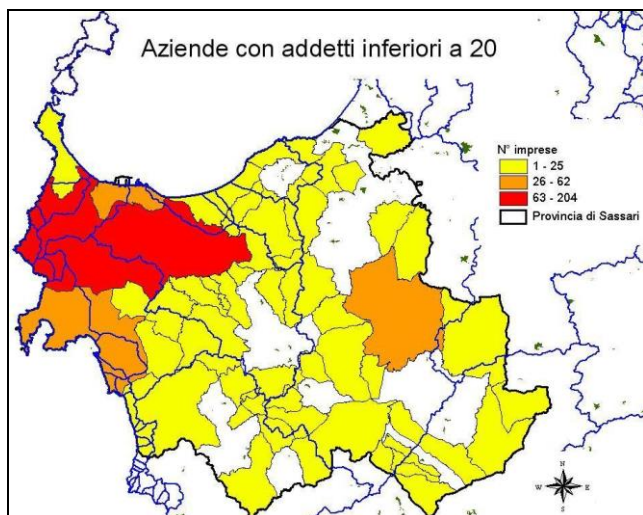 Aziende con addetti inferiori a 20
N° imprese
1 - 25
26 - 62
63 - 204
Provincia di Sassari
N
W E
S